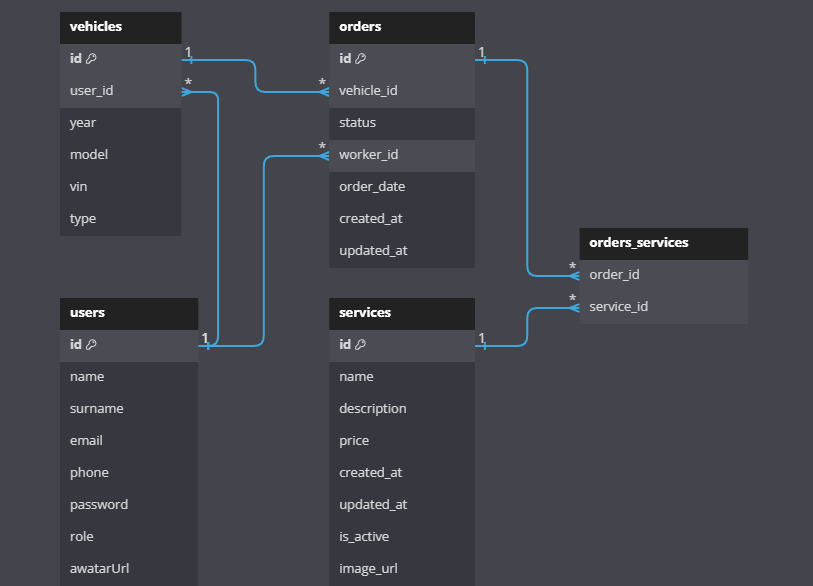 vehicles
id
user_id
year
model
vin
type
1
*
orders
id
vehicle_id
status
worker_id
order_date
created_at
updated_at
*
*
1
orders_services
order_id
service_id
*
*
users
id
name
surname
email
phone
password
role
awatarUrl
1
services
id
name
description
price
created_at
updated_at
is_active
image_url
1